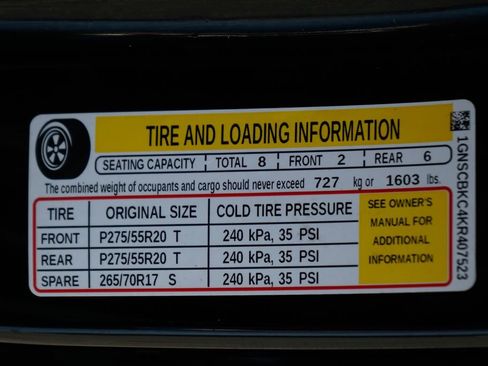 TIRE AND LOADING INFORMATION
SEATING CAPACITY TOTAL 8 FRONT 2 REAR 6
The combined weight of occupants and cargo should never exceed 727 kg or 1603 lbs.
TIRE ORIGINAL SIZE COLD TIRE PRESSURE
FRONT P275/55R20 T 240 kPa, 35 PSI
REAR P275/55R20 T 240 kPa, 35 PSI
SPARE 265/70R17 S 240 kPa, 35 PSI
SEE OWNER'S
MANUAL FOR
ADDITIONAL
INFORMATION
1GNSCBKC4KR407523